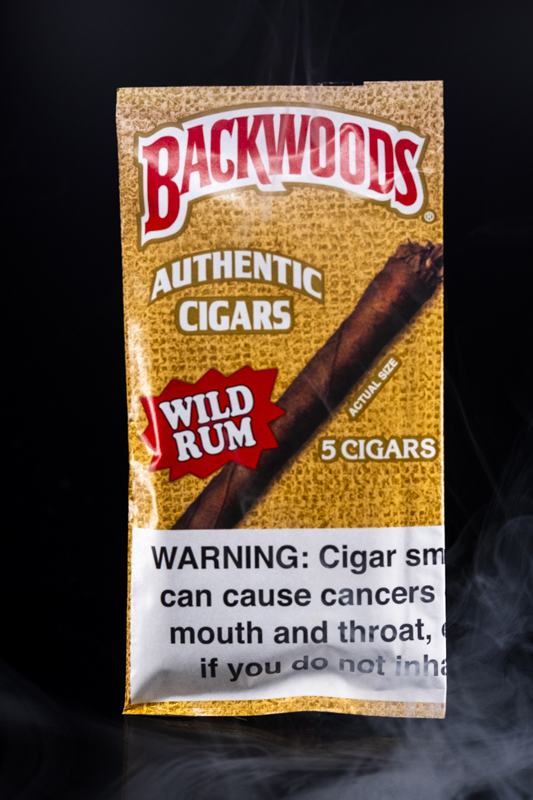 BACKWOODS®
AUTHENTIC
CIGARS
ACTUAL SIZE
WILD
RUM
5 CIGARS
WARNING: Cigar sm
can cause cancers
mouth and throat,
if you do not inha